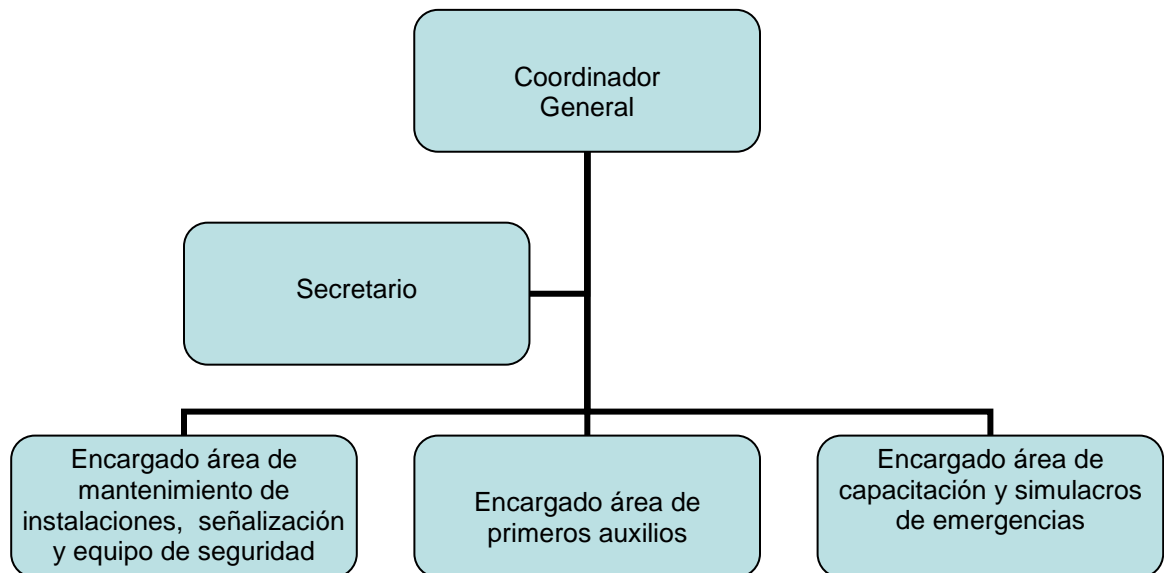 Coordinador
General
Secretario
Encargado área de
mantenimiento de
instalaciones, señalización
y equipo de seguridad
Encargado área de
primeros auxilios
Encargado área de
capacitación y simulacros
de emergencias